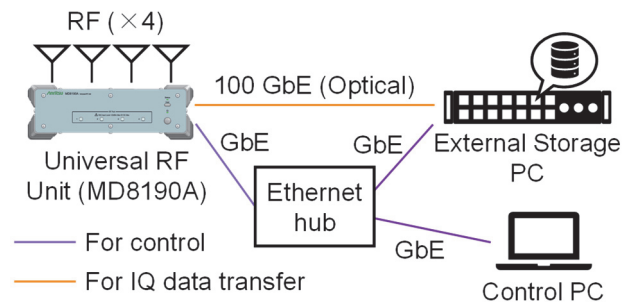 RF (×4)
100 GbE (Optical)
GbE
GbE
Universal RF
Unit (MD8190A)
External Storage
PC
Ethernet
hub
GbE
For control
For IQ data transfer
Control PC